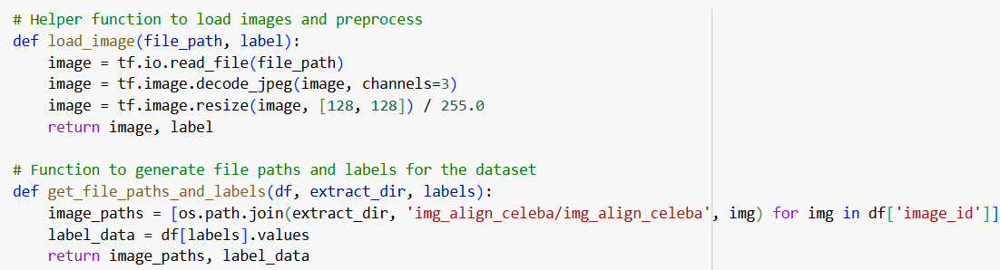 # Helper function to load images and preprocess
def load_image(file_path, label):
    image = tf.io.read_file(file_path)
    image = tf.image.decode_jpeg(image, channels=3)
    image = tf.image.resize(image, [128, 128]) / 255.0
    return image, label

# Function to generate file paths and labels for the dataset
def get_file_paths_and_labels(df, extract_dir, labels):
    image_paths = [os.path.join(extract_dir, 'img_align_celeba/img_align_celeba', img) for img in df['image_id']]
    label_data = df[labels].values
    return image_paths, label_data